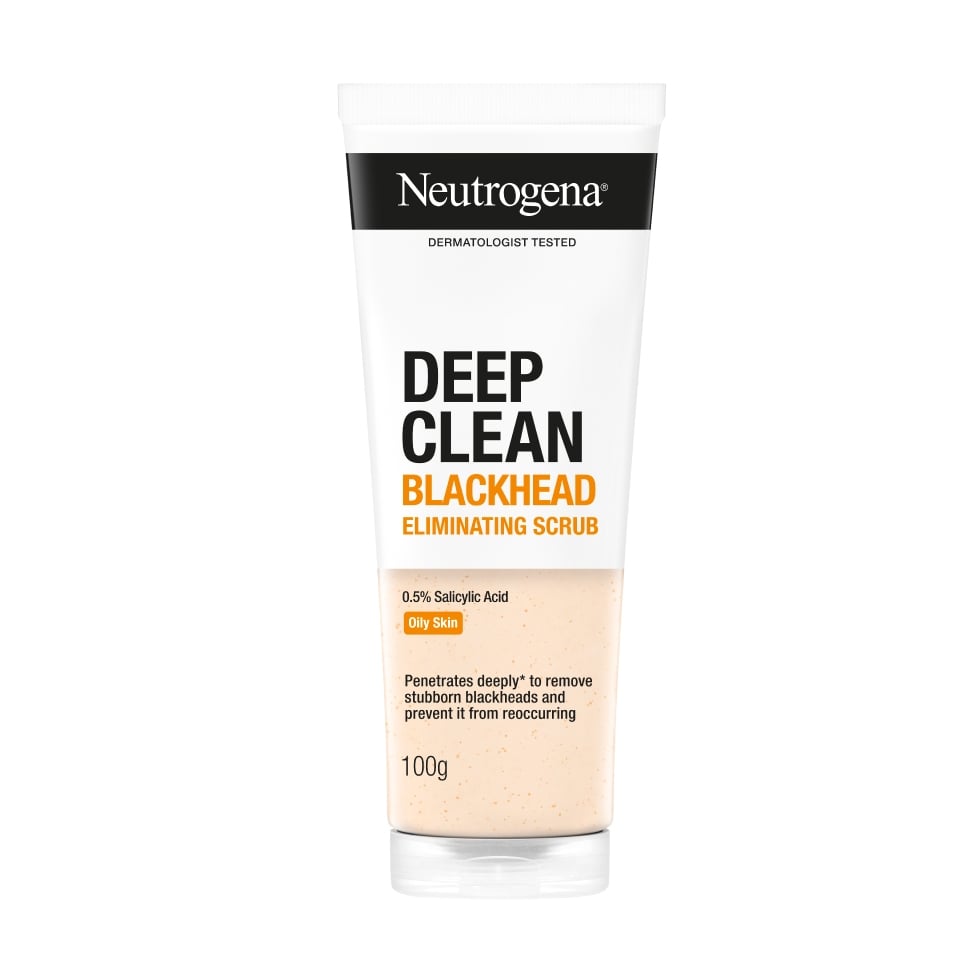 Neutrogena®
DERMATOLOGIST TESTED
DEEP
CLEAN
BLACKHEAD
ELIMINATING SCRUB
0.5% Salicylic Acid
Oily Skin
Penetrates deeply* to remove
stubborn blackheads and
prevent it from reoccurring
100g